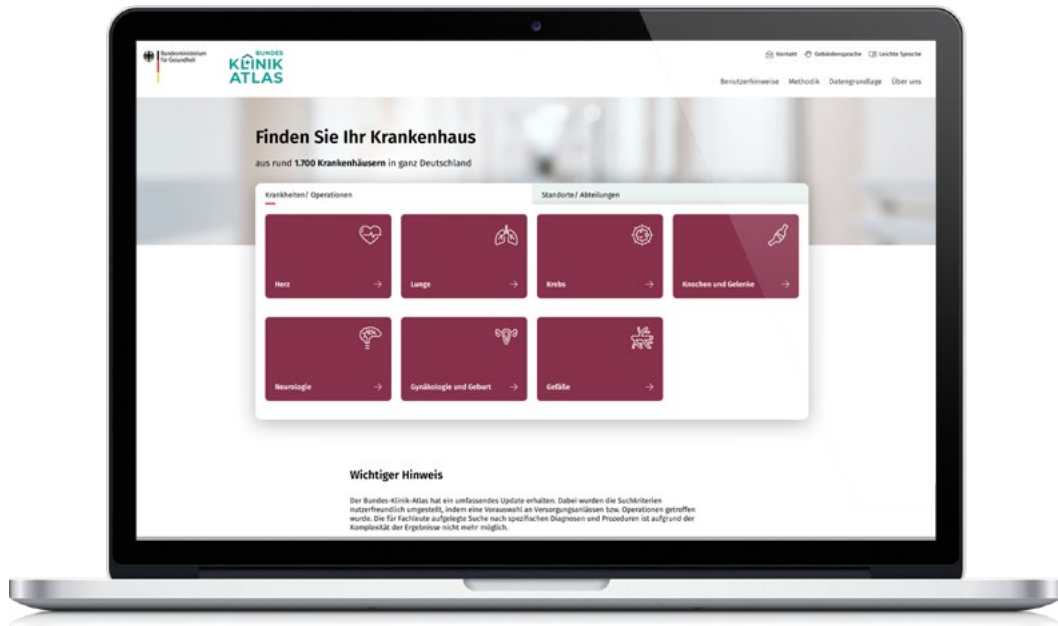 Bundesministerium
für Gesundheit
BUNDES
KLINIK
ATLAS
Kontakt Gebärdensprache Leichte Sprache
Benutzerhinweise Methodik Datengrundlage Über uns
Finden Sie Ihr Krankenhaus
aus rund 1.700 Krankenhäusern in ganz Deutschland
Krankheiten/ Operationen
Standorte/ Abteilungen
Herz
Lunge
Krebs
Knochen und Gelenke
Neurologie
Gynäkologie und Geburt
Gefäße
Wichtiger Hinweis
Der Bundes-Klinik-Atlas hat ein umfassendes Update erhalten. Dabei wurden die Suchkriterien
nutzerfreundlich umgestellt, indem eine Vorauswahl an Versorgungsanlässen bzw. Operationen getroffen
wurde. Die für Fachleute aufgelegte Suche nach spezifischen Diagnosen und Prozeduren ist aufgrund der
Komplexität der Ergebnisse nicht mehr möglich.